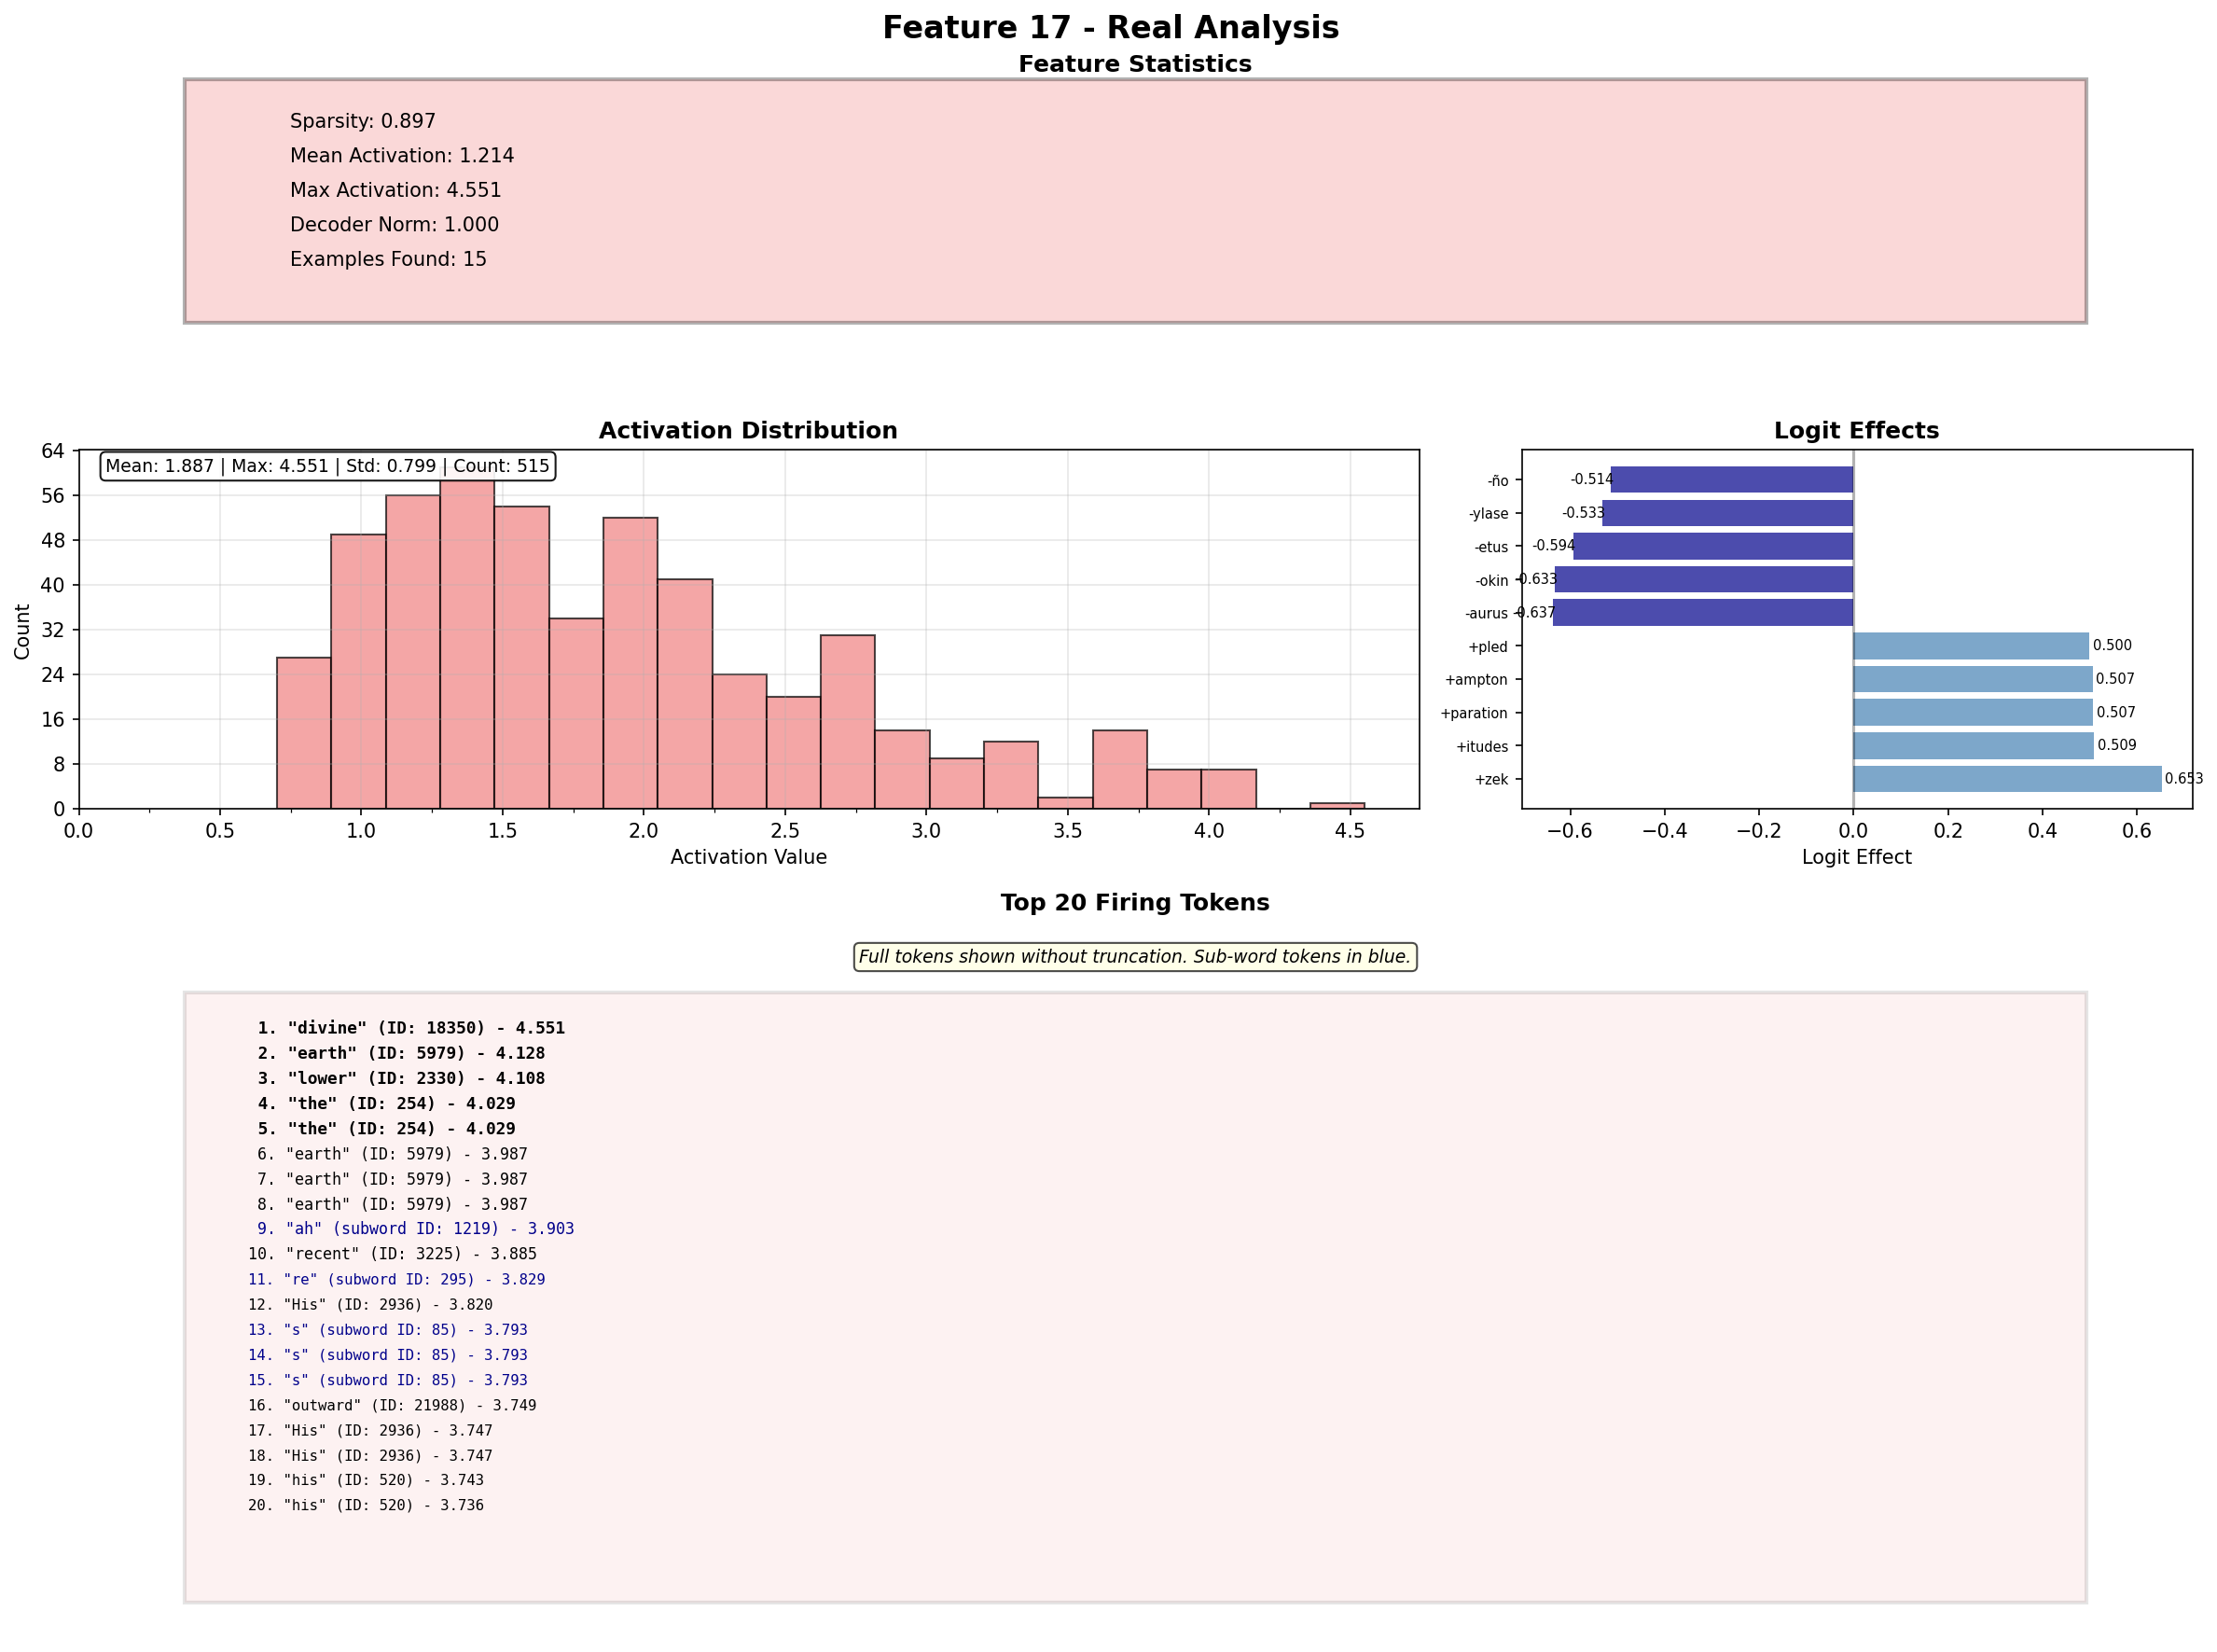 Feature 17 - Real Analysis
Feature Statistics
Sparsity: 0.897
Mean Activation: 1.214
Max Activation: 4.551
Decoder Norm: 1.000
Examples Found: 15
Activation Distribution
Mean: 1.887 | Max: 4.551 | Std: 0.799 | Count: 515
64
56
48
40
32
24
16
8
0
Count
0.0 0.5 1.0 1.5 2.0 2.5 3.0 3.5 4.0 4.5
Activation Value
Logit Effects
-ño -0.514
-ylase -0.533
-etus -0.594
-okin -0.633
-aurus -0.637
+pled 0.500
+ampton 0.507
+paration 0.507
+itudes 0.509
+zek 0.653
−0.6 −0.4 −0.2 0.0 0.2 0.4 0.6
Logit Effect
Top 20 Firing Tokens
Full tokens shown without truncation. Sub-word tokens in blue.
1. "divine" (ID: 18350) - 4.551
2. "earth" (ID: 5979) - 4.128
3. "lower" (ID: 2330) - 4.108
4. "the" (ID: 254) - 4.029
5. "the" (ID: 254) - 4.029
6. "earth" (ID: 5979) - 3.987
7. "earth" (ID: 5979) - 3.987
8. "earth" (ID: 5979) - 3.987
9. "ah" (subword ID: 1219) - 3.903
10. "recent" (ID: 3225) - 3.885
11. "re" (subword ID: 295) - 3.829
12. "His" (ID: 2936) - 3.820
13. "s" (subword ID: 85) - 3.793
14. "s" (subword ID: 85) - 3.793
15. "s" (subword ID: 85) - 3.793
16. "outward" (ID: 21988) - 3.749
17. "His" (ID: 2936) - 3.747
18. "His" (ID: 2936) - 3.747
19. "his" (ID: 520) - 3.743
20. "his" (ID: 520) - 3.736